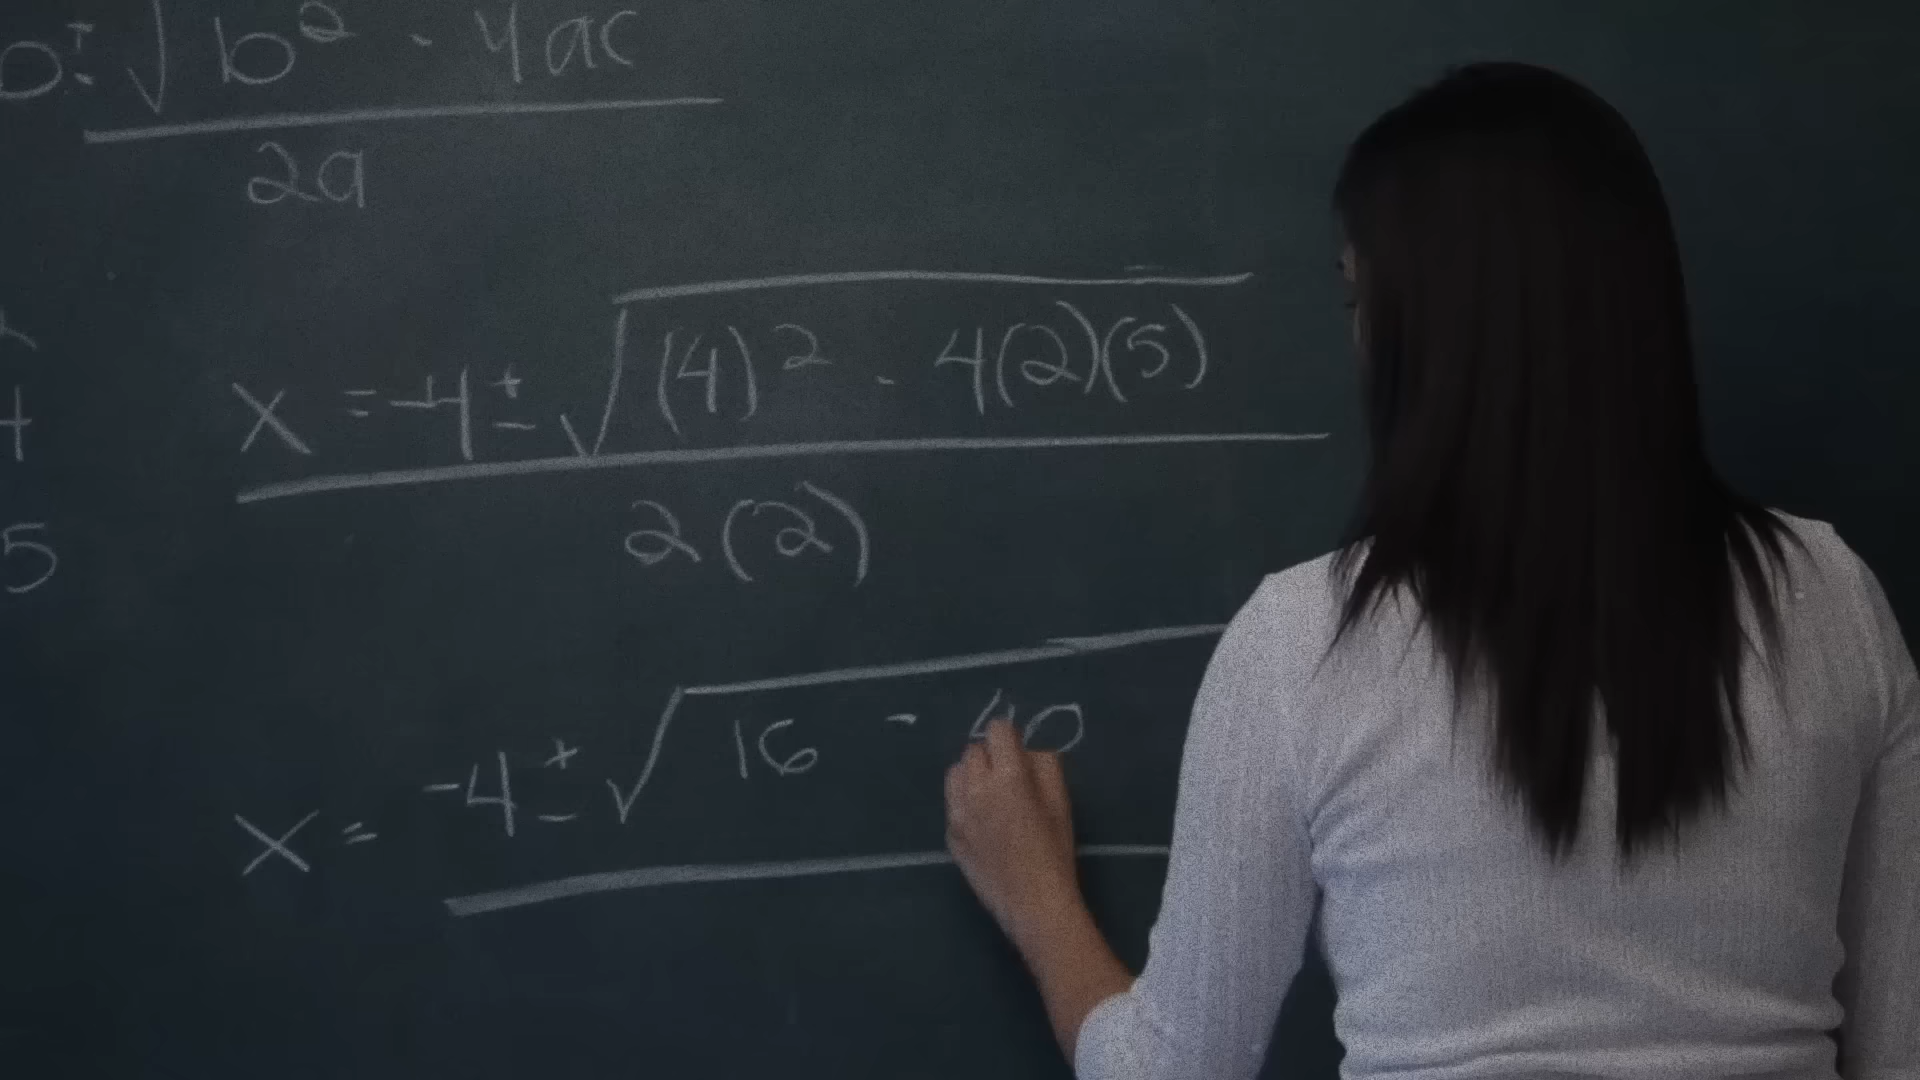 b ± √b² - 4ac
2a
x = -4 ± √(4)² - 4(2)(5)
4
2(2)
5
x = -4 ± √16 - 40